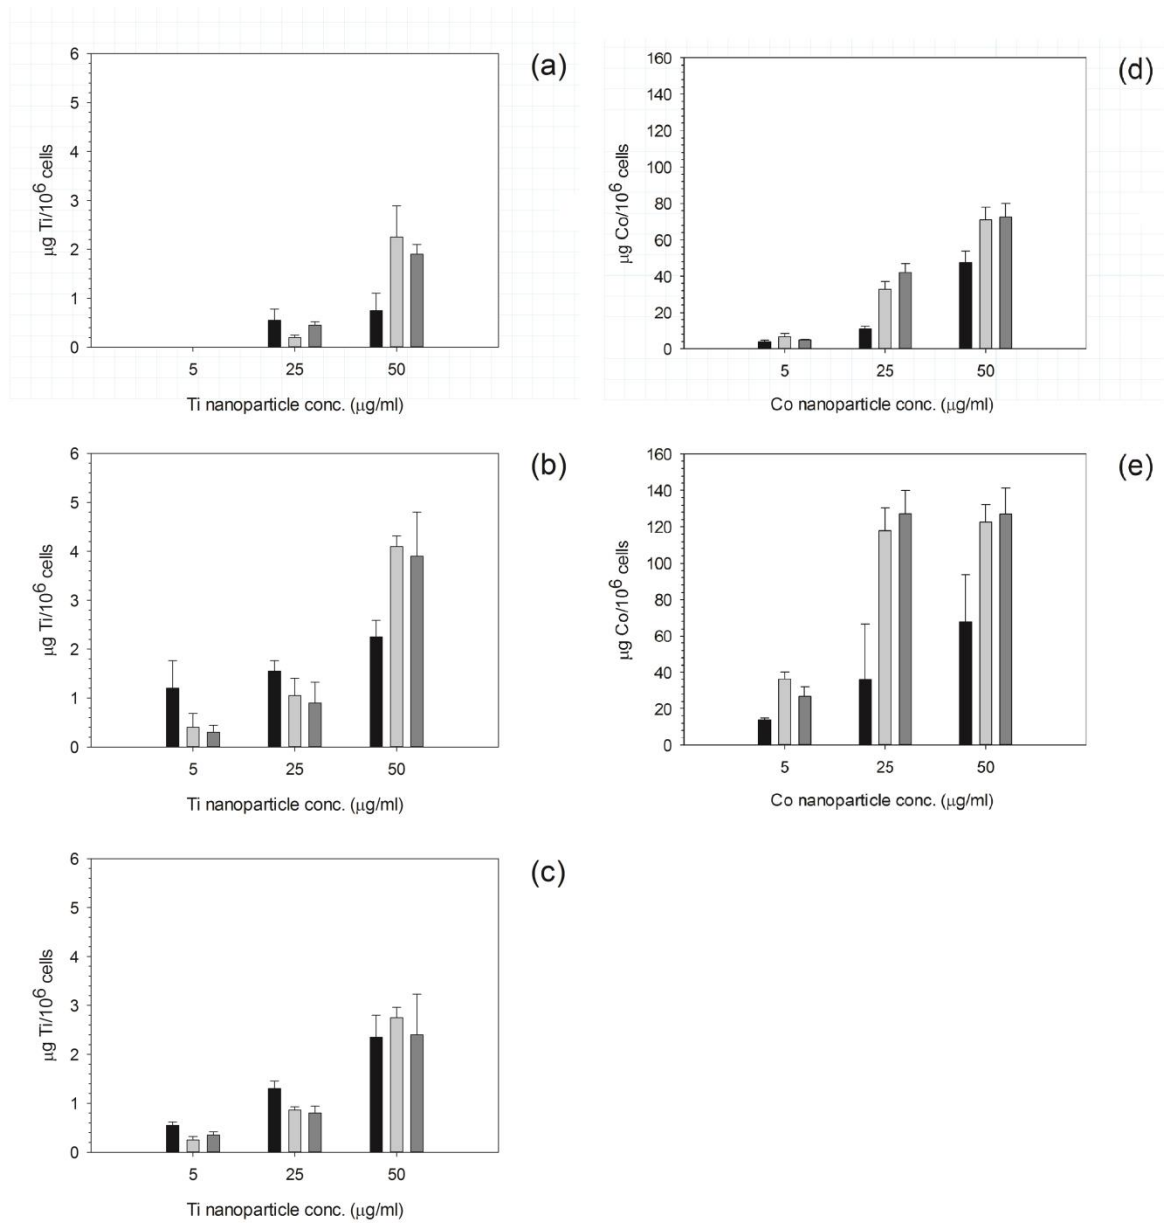 (a)
6
5
4
3
2
1
0
µg Ti/10⁶ cells
5 25 50
Ti nanoparticle conc. (µg/ml)
(d)
160
140
120
100
80
60
40
20
0
µg Co/10⁶ cells
5 25 50
Co nanoparticle conc. (µg/ml)
(b)
6
5
4
3
2
1
0
µg Ti/10⁶ cells
5 25 50
Ti nanoparticle conc. (µg/ml)
(e)
160
140
120
100
80
60
40
20
0
µg Co/10⁶ cells
5 25 50
Co nanoparticle conc. (µg/ml)
(c)
6
5
4
3
2
1
0
µg Ti/10⁶ cells
5 25 50
Ti nanoparticle conc. (µg/ml)